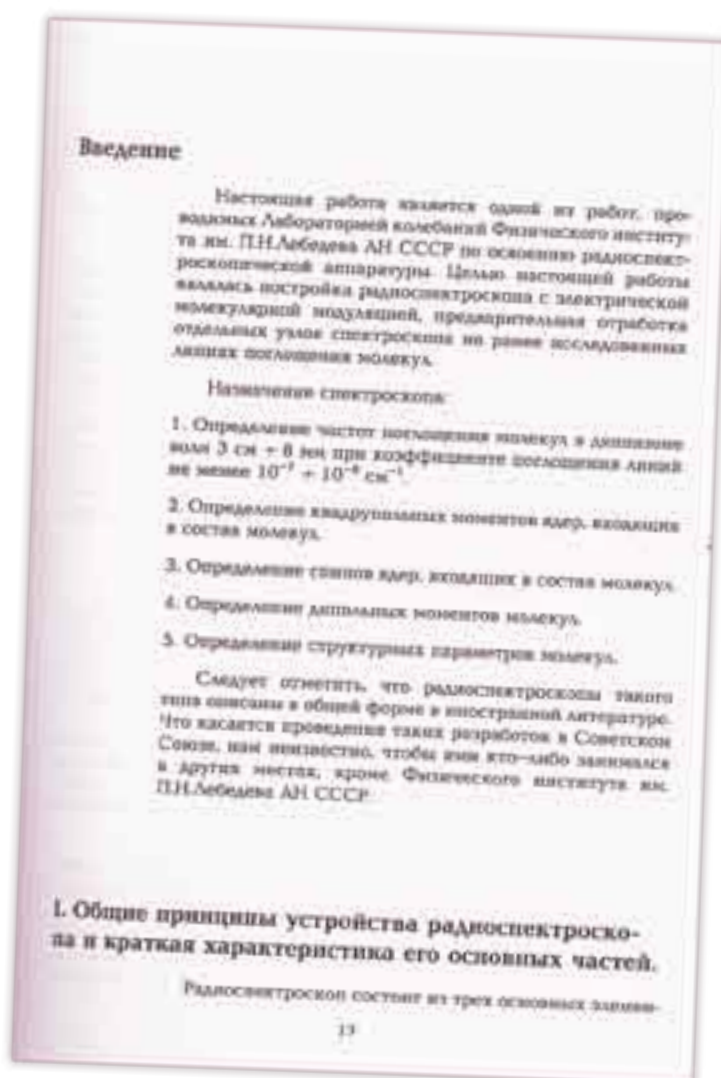 Введение
Настоящая работа является одной из работ, про-
водимых Лабораторией колебаний Физического институ-
та им. П.Н.Лебедева АН СССР по освоению радиоспект-
роскопической аппаратуры. Целью настоящей работы
являлась постройка радиоспектроскопа с электрической
молекулярной модуляцией, предварительная отработка
отдельных узлов спектроскопа на ранее исследованных
линиях поглощения молекул.
Назначение спектроскопа:
1. Определение частот поглощения молекул в диапазоне
волн 3 см ÷ 8 мм при коэффициенте поглощения линий
не менее 10⁻⁷ ÷ 10⁻⁸ см⁻¹.
2. Определение квадрупольных моментов ядер, входящих
в состав молекул.
3. Определение спинов ядер, входящих в состав молекул.
4. Определение дипольных моментов молекул.
5. Определение структурных параметров молекул.
Следует отметить, что радиоспектроскопы такого
типа описаны в общей форме в иностранной литературе.
Что касается проведения таких разработок в Советском
Союзе, нам неизвестно, чтобы ими кто-либо занимался
в других местах, кроме Физического института им.
П.Н.Лебедева АН СССР.
I. Общие принципы устройства радиоспектроско-
па и краткая характеристика его основных частей.
Радиоспектроскоп состоит из трех основных элемен-